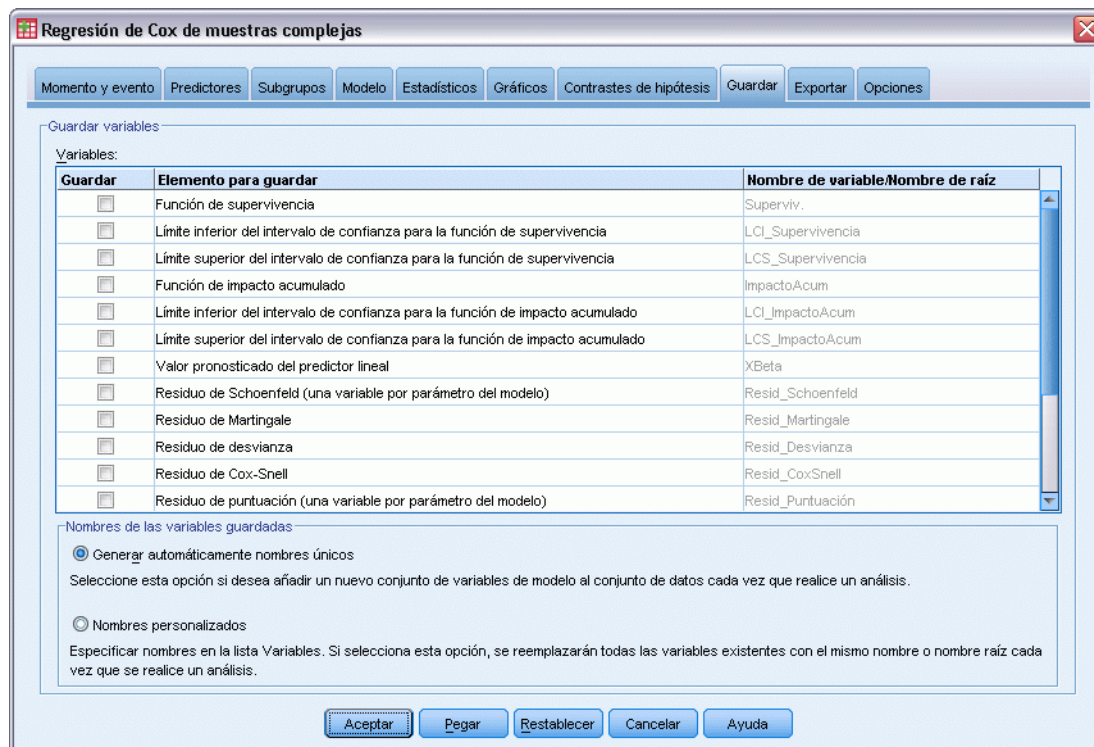 Regresión de Cox de muestras complejas
Momento y evento Predictores Subgrupos Modelo Estadísticos Gráficos Contrastes de hipótesis Guardar Exportar Opciones
Guardar variables
Variables:
Guardar Elemento para guardar Nombre de variable/Nombre de raíz
Función de supervivencia Superviv.
Límite inferior del intervalo de confianza para la función de supervivencia LCI_Supervivencia
Límite superior del intervalo de confianza para la función de supervivencia LCS_Supervivencia
Función de impacto acumulado ImpactoAcum
Límite inferior del intervalo de confianza para la función de impacto acumulado LCI_ImpactoAcum
Límite superior del intervalo de confianza para la función de impacto acumulado LCS_ImpactoAcum
Valor pronosticado del predictor lineal XBeta
Residuo de Schoenfeld (una variable por parámetro del modelo) Resid_Schoenfeld
Residuo de Martingale Resid_Martingale
Residuo de desvianza Resid_Desvianza
Residuo de Cox-Snell Resid_CoxSnell
Residuo de puntuación (una variable por parámetro del modelo) Resid_Puntuación
Nombres de las variables guardadas
Generar automáticamente nombres únicos
Seleccione esta opción si desea añadir un nuevo conjunto de variables de modelo al conjunto de datos cada vez que realice un análisis.
Nombres personalizados
Especificar nombres en la lista Variables. Si selecciona esta opción, se reemplazarán todas las variables existentes con el mismo nombre o nombre raíz cada
vez que se realice un análisis.
Aceptar Pegar Restablecer Cancelar Ayuda